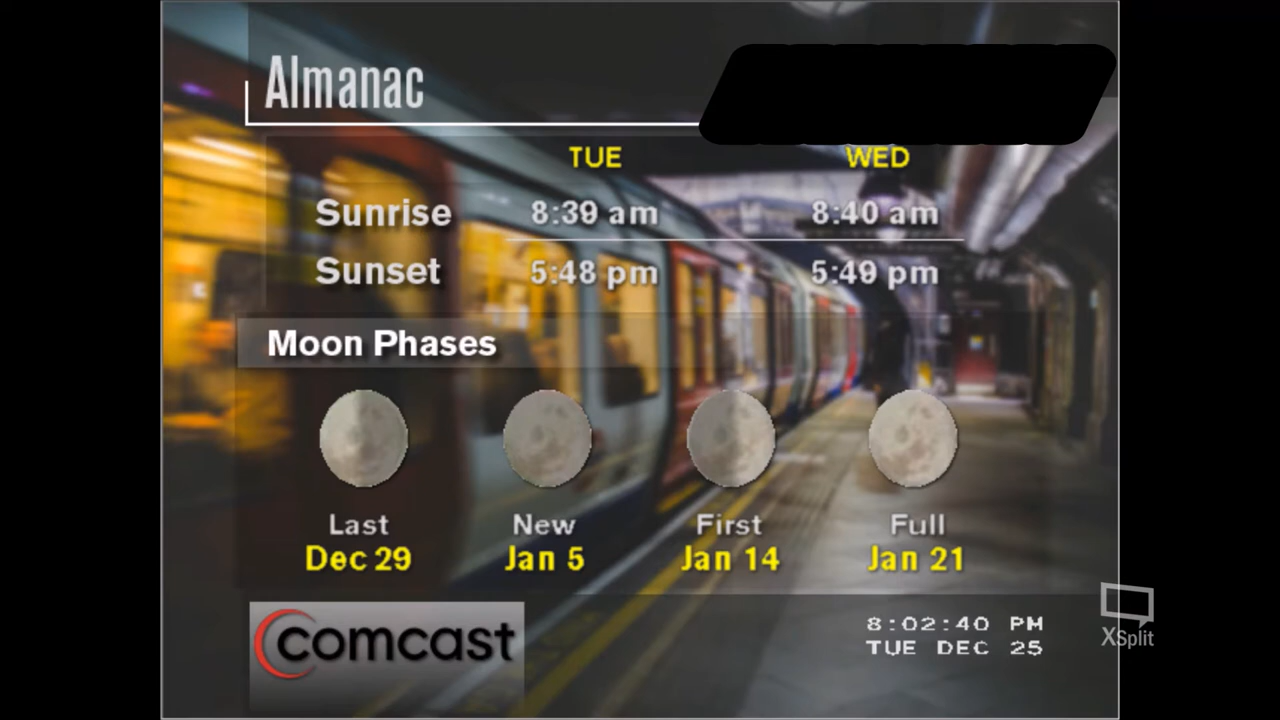 Almanac
TUE WED
Sunrise 8:39 am 8:40 am
Sunset 5:48 pm 5:49 pm
Moon Phases
Last New First Full
Dec 29 Jan 5 Jan 14 Jan 21
comcast
8:02:40 PM
TUE DEC 25
XSplit